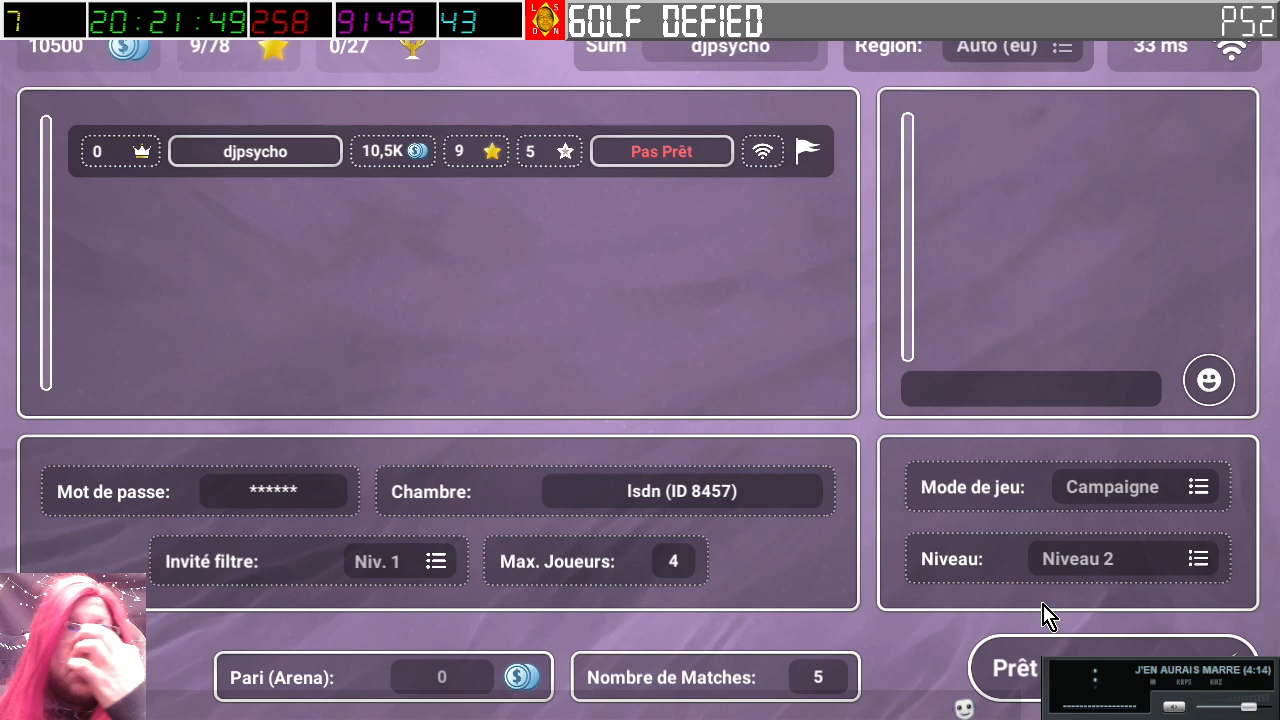 7 20:21:49 258 9149 43 LSDN GOLF DEFIED PS2
10500 9/78 0/27 Surn djpsycho Region: Auto (eu) 33 ms
0 djpsycho 10,5K 9 5 Pas Prêt
Mot de passe: ****** Chambre: lsdn (ID 8457)
Mode de jeu: Campaigne
Invité filtre: Niv. 1 Max. Joueurs: 4
Niveau: Niveau 2
Pari (Arena): 0 Nombre de Matches: 5
Prêt
J'EN AURAIS MARRE (4:14)
KBPS KHZ